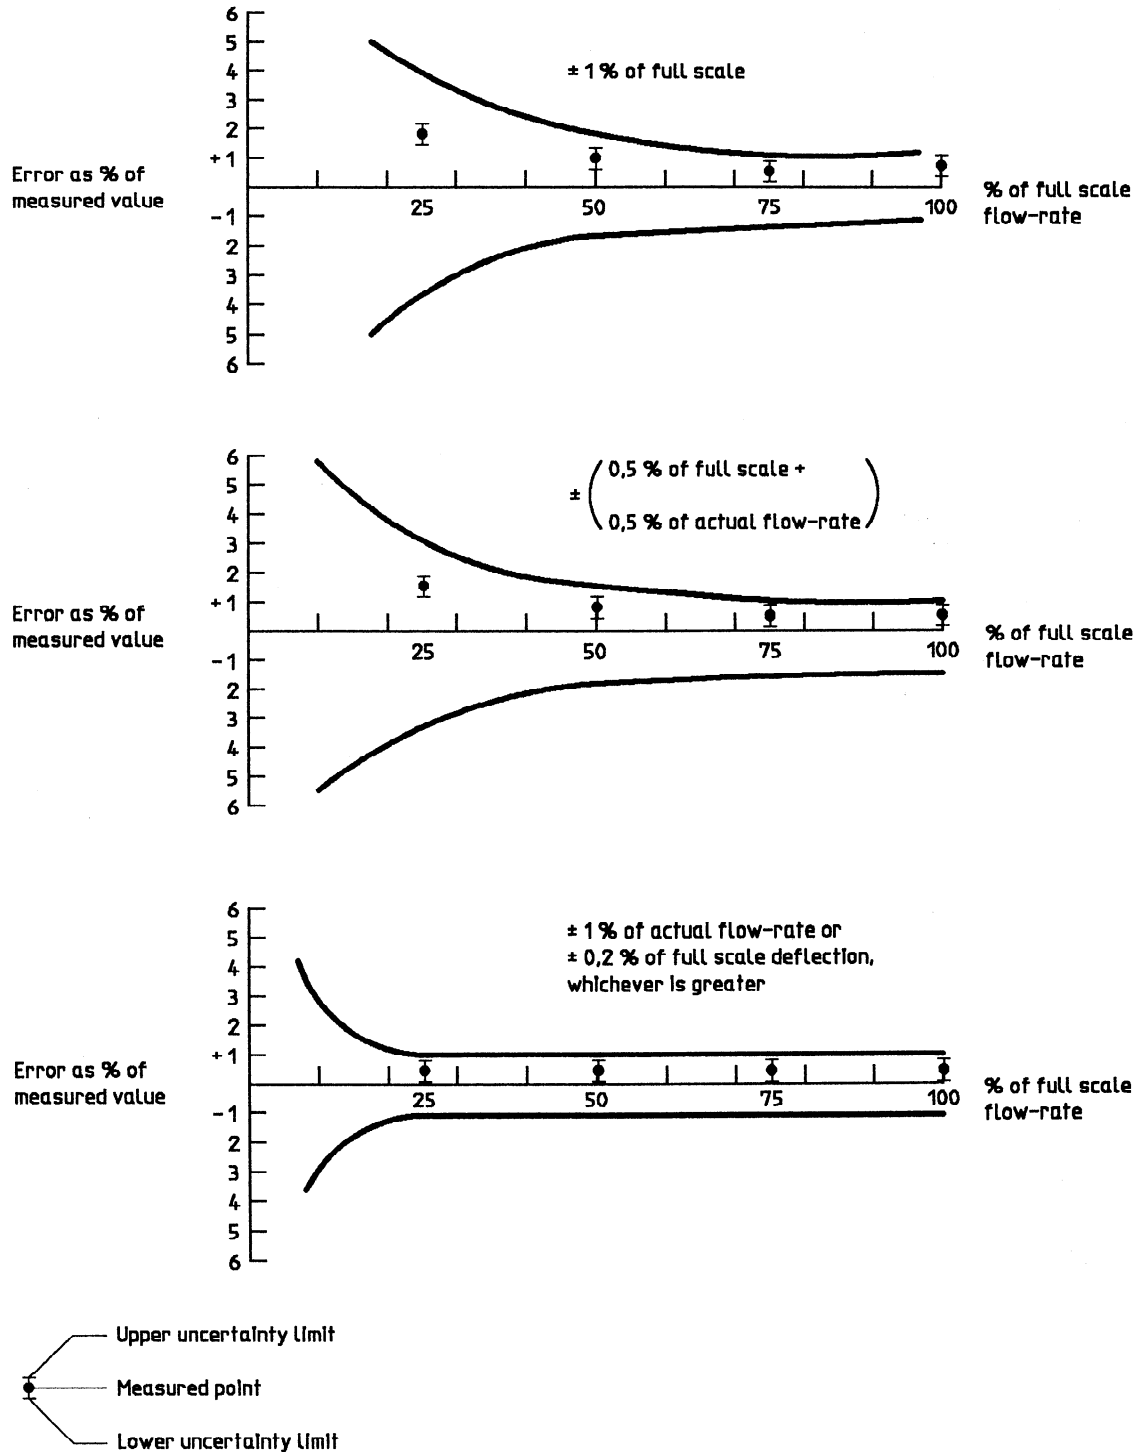 6
5
± 1 % of full scale
4
3
2
+ 1
Error as % of
measured value
25
50
75
100
% of full scale
flow-rate
−1
2
3
4
5
6
6
5
± ( 0,5 % of full scale +
0,5 % of actual flow-rate )
4
3
2
+ 1
Error as % of
measured value
25
50
75
100
% of full scale
flow-rate
−1
2
3
4
5
6
6
5
± 1 % of actual flow-rate or
± 0,2 % of full scale deflection,
whichever is greater
4
3
2
+ 1
Error as % of
measured value
25
50
75
100
% of full scale
flow-rate
−1
2
3
4
5
6
Upper uncertainty limit
Measured point
Lower uncertainty limit